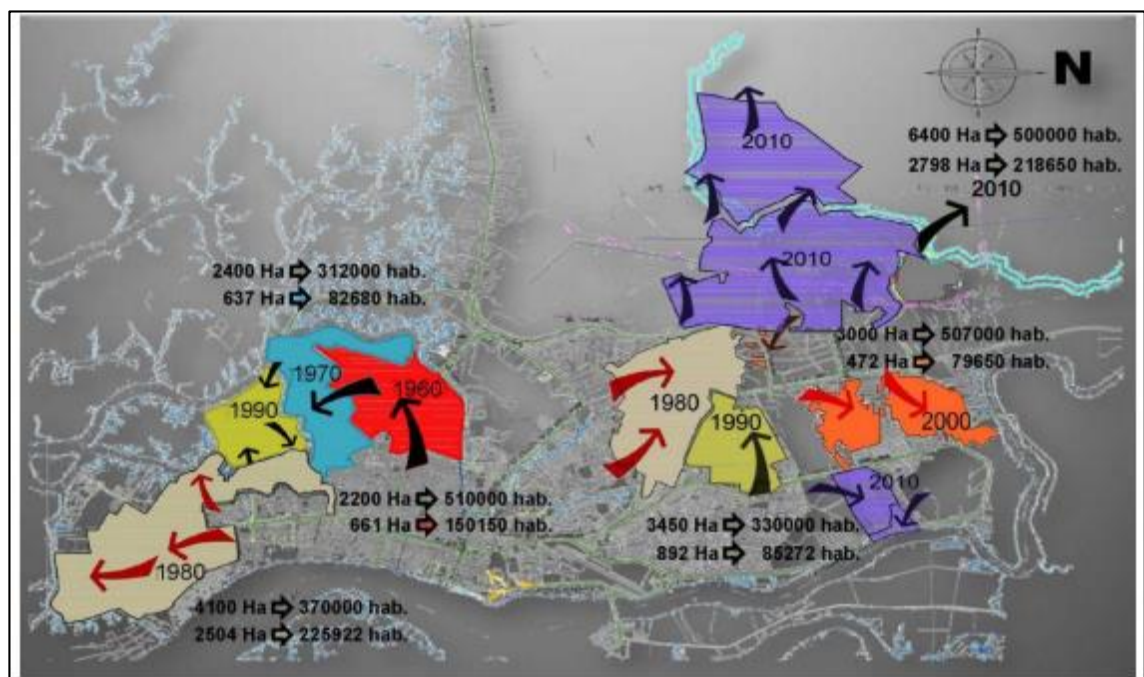 N
2010
6400 Ha ⇨ 500000 hab.
2798 Ha ⇨ 218650 hab.
2010
2010
2400 Ha ⇨ 312000 hab.
637 Ha ⇨ 82680 hab.
3000 Ha ⇨ 507000 hab.
472 Ha ⇨ 79650 hab.
1970
1960
1990
1980
1990
2000
2010
2200 Ha ⇨ 510000 hab.
661 Ha ⇨ 150150 hab.
3450 Ha ⇨ 330000 hab.
892 Ha ⇨ 85272 hab.
1980
4100 Ha ⇨ 370000 hab.
2504 Ha ⇨ 225922 hab.